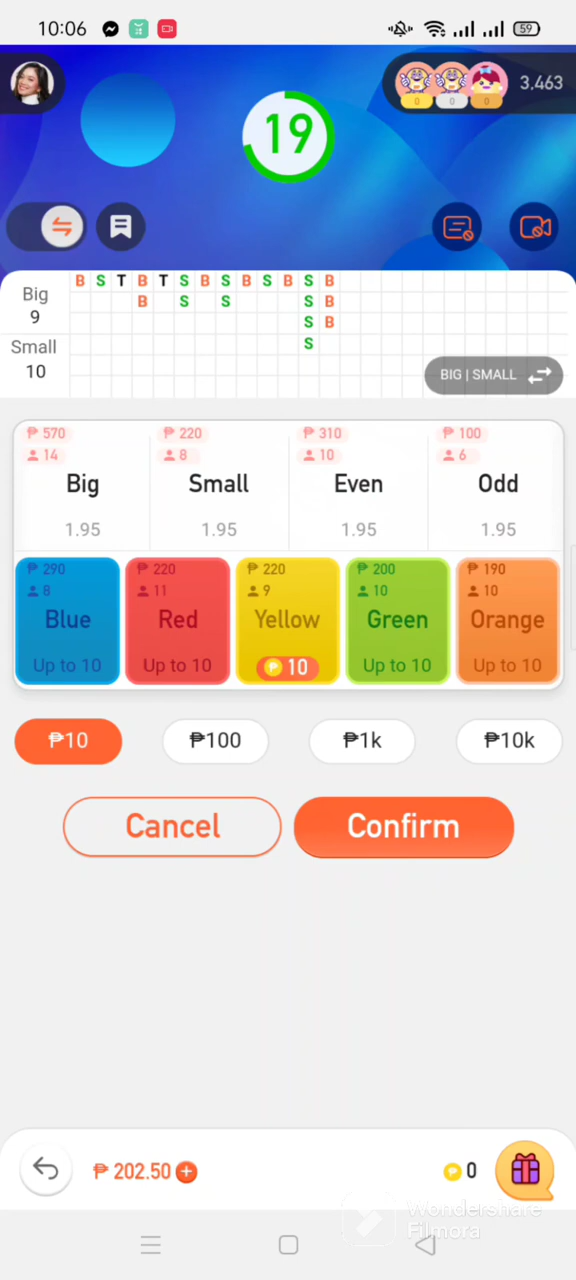 10:06
59
3,463
0 0 0
19
B S T B T S B S B S B S B
B S S S B
S B
S
Big
9
Small
10
BIG | SMALL
₱ 570 ₱ 220 ₱ 310 ₱ 100
14 8 10 6
Big Small Even Odd
1.95 1.95 1.95 1.95
₱ 290 ₱ 220 ₱ 220 ₱ 200 ₱ 190
8 11 9 10 10
Blue Red Yellow Green Orange
Up to 10 Up to 10 P 10 Up to 10 Up to 10
₱10 ₱100 ₱1k ₱10k
Cancel Confirm
₱ 202.50 + P 0
Wondershare
Filmora